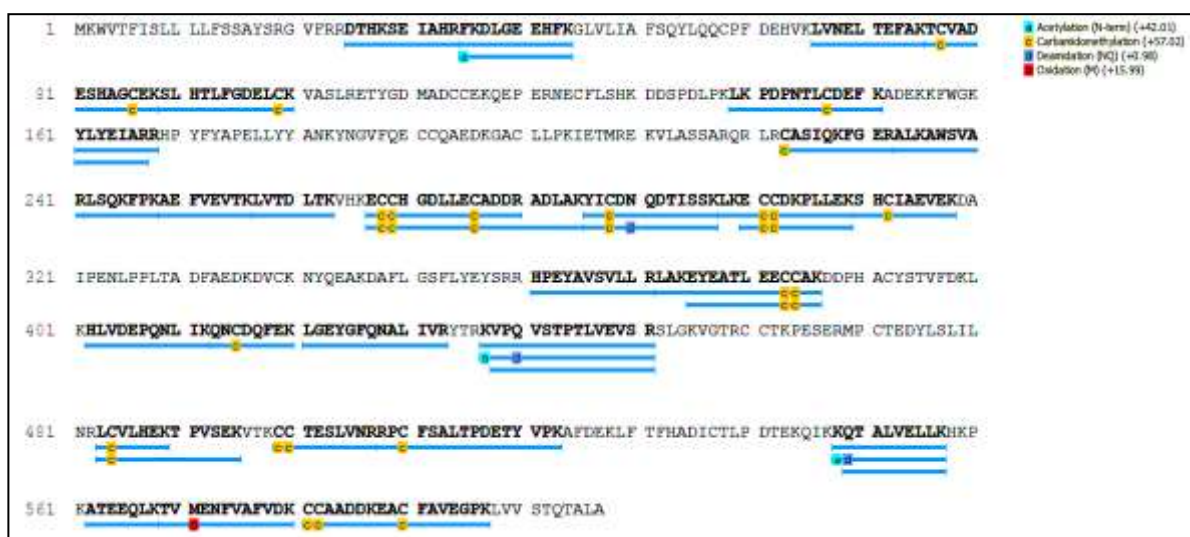 1 MKWVTFISLL LLFSSAYSRG VFRRDTHKSE IAHRFKDLGE EHFKGLVLIA FSQYLQQCPF DEHVKLVNEL TEFAKTCVAD
81 ESHAGCEKSL HTLFGDELCK VASLRETYGD MADCCEKQEP ERNECFLSHK DDSPDLPKLK PDPNTLCDEF KADEKKFWGK
161 YLYEIARRHP YFYAPELLYY ANKYNGVFQE CCQAEDKGAC LLPKIETMRE KVLASSARQR LRCASIQKFG ERALKAWSVA
241 RLSQKFPKAE FVEVTKLVTD LTKVHKECCH GDLLECADDR ADLAKYICDN QDTISSKLKE CCDKPLLEKS HCIAEVEKDA
321 IPENLPPLTA DFAEDKDVCK NYQEAKDAFL GSFLYEYSRR HPEYAVSVLL RLAKEYEATL EECCAKDDPH ACYSTVFDKL
401 KHLVDEPQNL IKQNCDQFEK LGEYGFQNAL IVRYTRKVPQ VSTPTLVEVS RSLGKVGTRC CTKPESERMP CTEDYLSLIL
481 NRLCVLHEKT PVSEKVTKCC TESLVNRRPC FSALTPDETY VPKAFDEKLF TFHADICTLP DTEKQIKKQT ALVELLKHKP
561 KATEEQLKTV MENFVAFVDK CCAADDKEAC FAVEGPKLVV STQTALA
Acetylation (N-term) (+42.01)
Carbamidomethylation (+57.02)
Deamidation (NQ) (+0.98)
Oxidation (M) (+15.99)